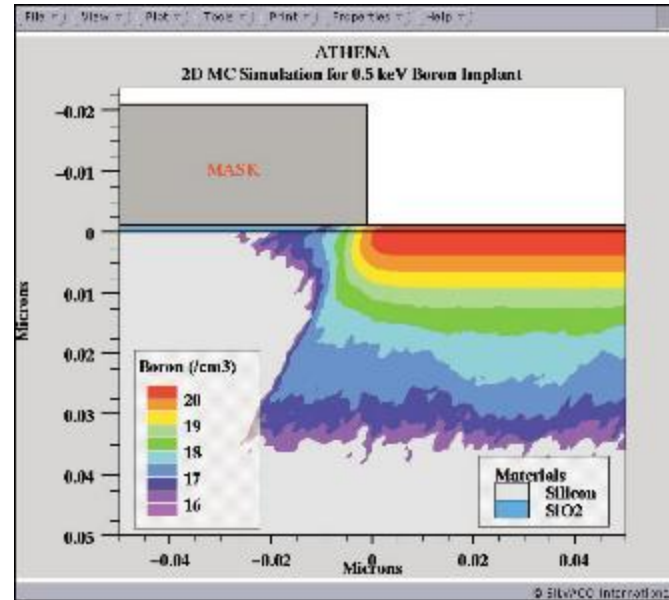 File View Plot Tools Print Properties Help
ATHENA
2D MC Simulation for 0.5 keV Boron Implant
-0.02
-0.01
0
0.01
0.02
0.03
0.04
0.05
Microns
MASK
Boron (/cm3)
20
19
18
17
16
Materials
Silicon
SiO2
-0.04 -0.02 0 0.02 0.04
Microns
© SILVACO International